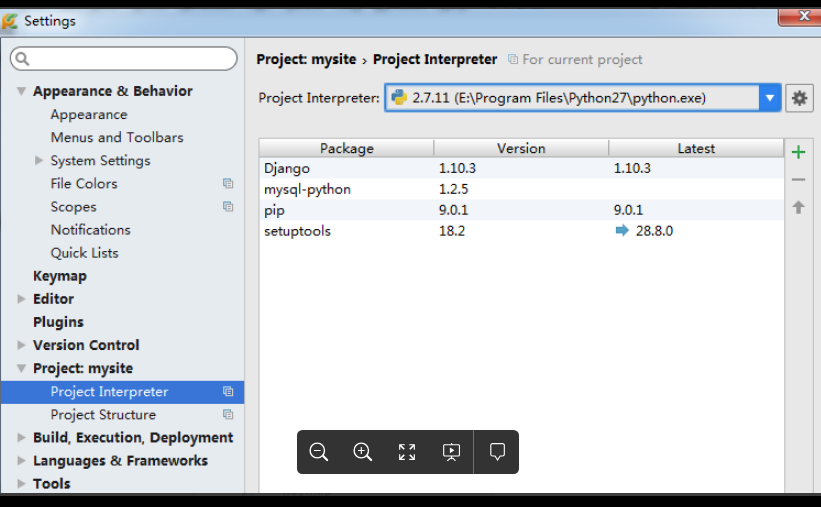 Settings
Appearance & Behavior
Appearance
Menus and Toolbars
System Settings
File Colors
Scopes
Notifications
Quick Lists
Keymap
Editor
Plugins
Version Control
Project: mysite
Project Interpreter
Project Structure
Build, Execution, Deployment
Languages & Frameworks
Tools
Project: mysite › Project Interpreter For current project
Project Interpreter: 2.7.11 (E:\Program Files\Python27\python.exe)
Package Version Latest
Django 1.10.3 1.10.3
mysql-python 1.2.5
pip 9.0.1 9.0.1
setuptools 18.2 28.8.0